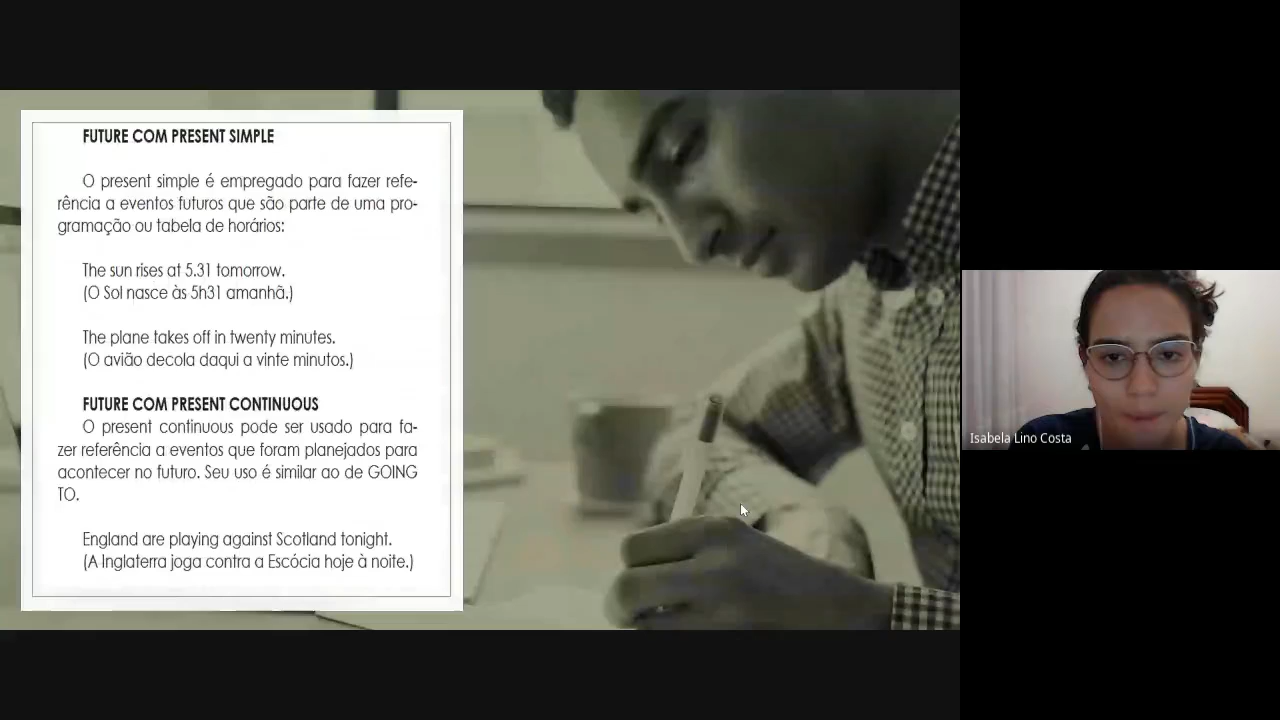 FUTURE COM PRESENT SIMPLE
O present simple é empregado para fazer refe-
rência a eventos futuros que são parte de uma pro-
gramação ou tabela de horários:
The sun rises at 5.31 tomorrow.
(O Sol nasce às 5h31 amanhã.)
The plane takes off in twenty minutes.
(O avião decola daqui a vinte minutos.)
FUTURE COM PRESENT CONTINUOUS
O present continuous pode ser usado para fa-
zer referência a eventos que foram planejados para
acontecer no futuro. Seu uso é similar ao de GOING
TO.
England are playing against Scotland tonight.
(A Inglaterra joga contra a Escócia hoje à noite.)
Isabela Lino Costa